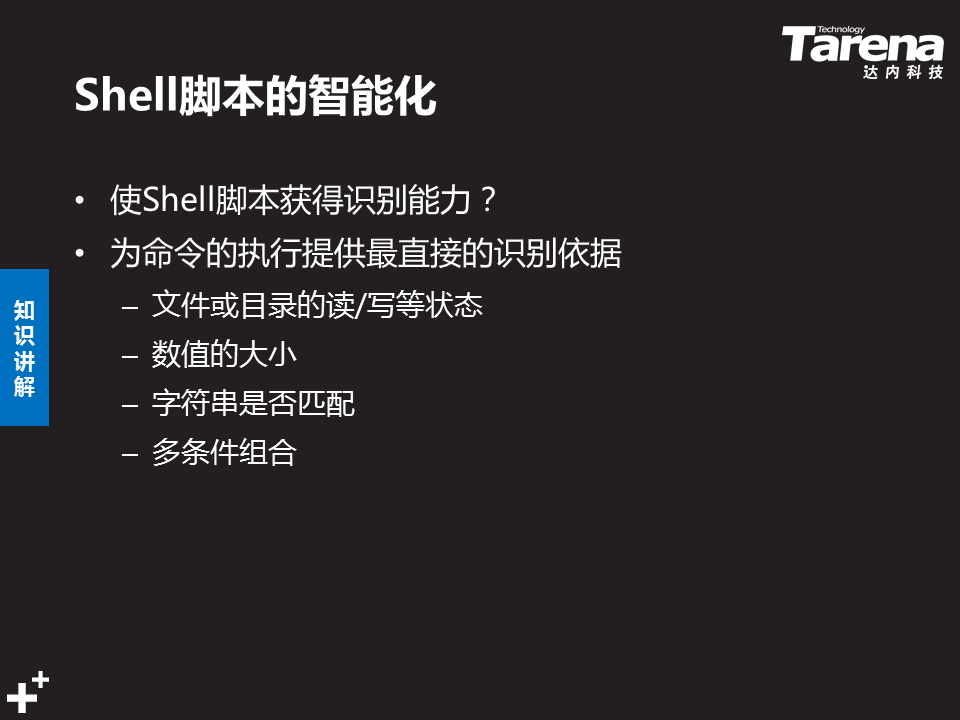 Technology
Tarena
达内科技
Shell脚本的智能化
• 使Shell脚本获得识别能力？
• 为命令的执行提供最直接的识别依据
– 文件或目录的读/写等状态
– 数值的大小
– 字符串是否匹配
– 多条件组合
知识讲解